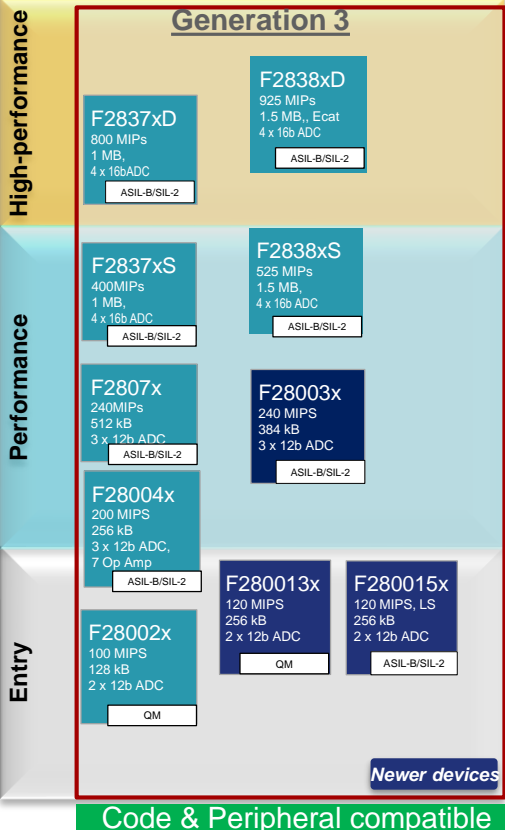 Generation 3
High-performance
F2837xD
800 MIPs
1 MB,
4 x 16bADC
ASIL-B/SIL-2
F2838xD
925 MIPs
1.5 MB,, Ecat
4 x 16b ADC
ASIL-B/SIL-2
Performance
F2837xS
400MIPs
1 MB,
4 x 16b ADC
ASIL-B/SIL-2
F2838xS
525 MIPs
1.5 MB,
4 x 16b ADC
ASIL-B/SIL-2
F2807x
240MIPs
512 kB
3 x 12b ADC
ASIL-B/SIL-2
F28003x
240 MIPS
384 kB
3 x 12b ADC
ASIL-B/SIL-2
F28004x
200 MIPS
256 kB
3 x 12b ADC,
7 Op Amp
ASIL-B/SIL-2
Entry
F28002x
100 MIPS
128 kB
2 x 12b ADC
QM
F280013x
120 MIPS
256 kB
2 x 12b ADC
QM
F280015x
120 MIPS, LS
256 kB
2 x 12b ADC
ASIL-B/SIL-2
Newer devices
Code & Peripheral compatible